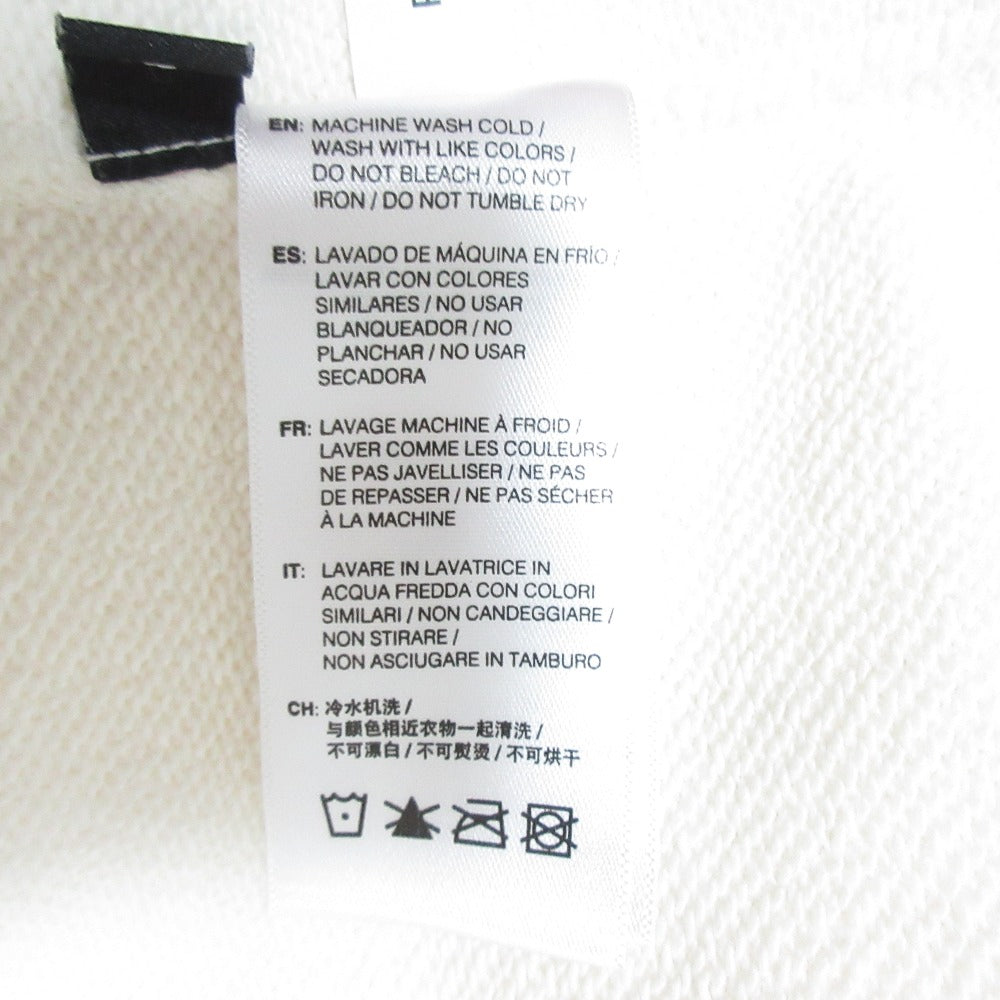 EN: MACHINE WASH COLD /
WASH WITH LIKE COLORS /
DO NOT BLEACH / DO NOT
IRON / DO NOT TUMBLE DRY
ES: LAVADO DE MÁQUINA EN FRÍO /
LAVAR CON COLORES
SIMILARES / NO USAR
BLANQUEADOR / NO
PLANCHAR / NO USAR
SECADORA
FR: LAVAGE MACHINE À FROID /
LAVER COMME LES COULEURS /
NE PAS JAVELLISER / NE PAS
DE REPASSER / NE PAS SÉCHER
À LA MACHINE
IT: LAVARE IN LAVATRICE IN
ACQUA FREDDA CON COLORI
SIMILARI / NON CANDEGGIARE /
NON STIRARE /
NON ASCIUGARE IN TAMBURO
CH: 冷水机洗 /
与颜色相近衣物一起清洗 /
不可漂白 / 不可熨烫 / 不可烘干